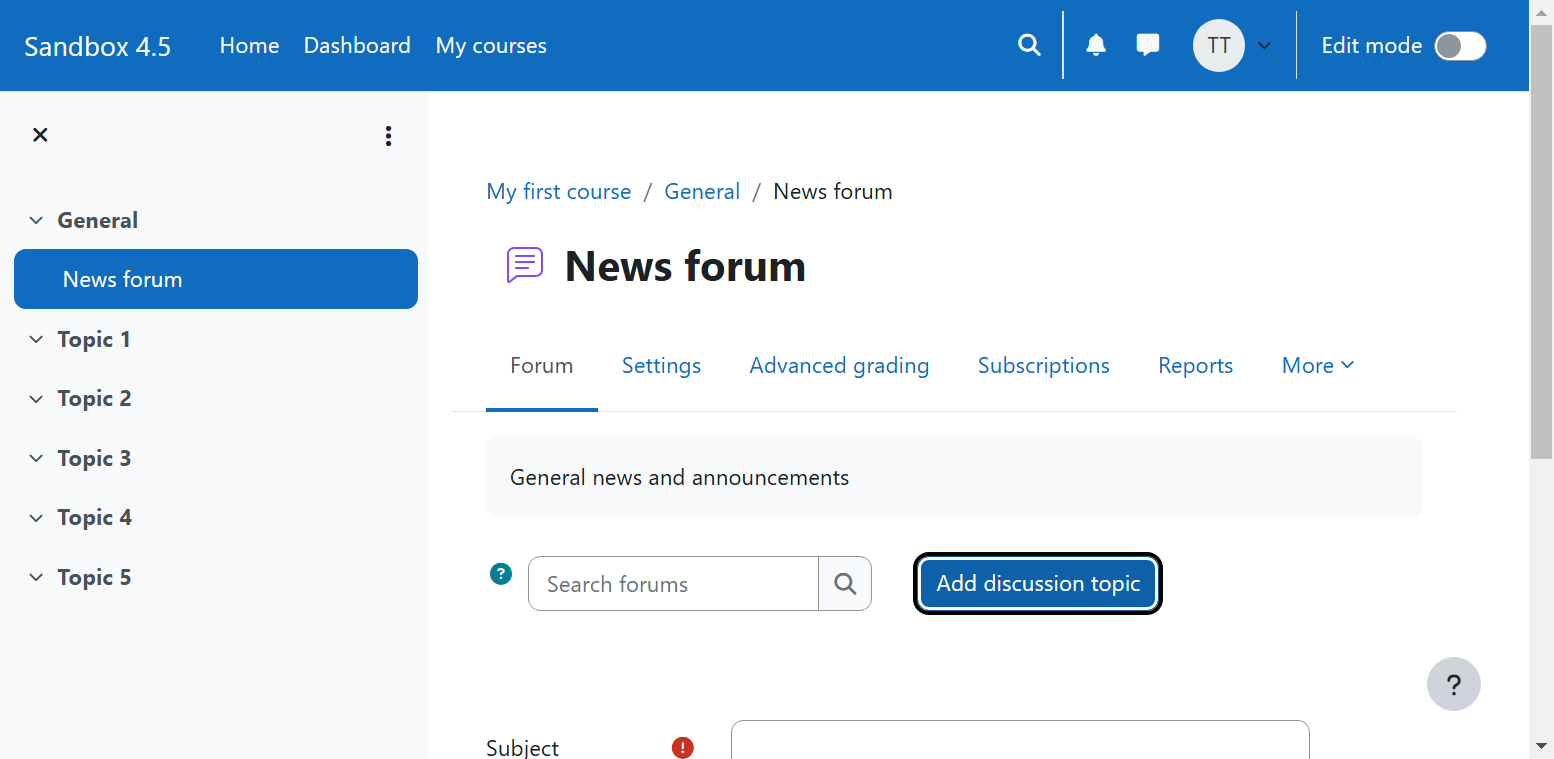 Sandbox 4.5 Home Dashboard My courses TT Edit mode
General
News forum
Topic 1
Topic 2
Topic 3
Topic 4
Topic 5
My first course / General / News forum
News forum
Forum Settings Advanced grading Subscriptions Reports More
General news and announcements
? Search forums Add discussion topic
?
Subject !